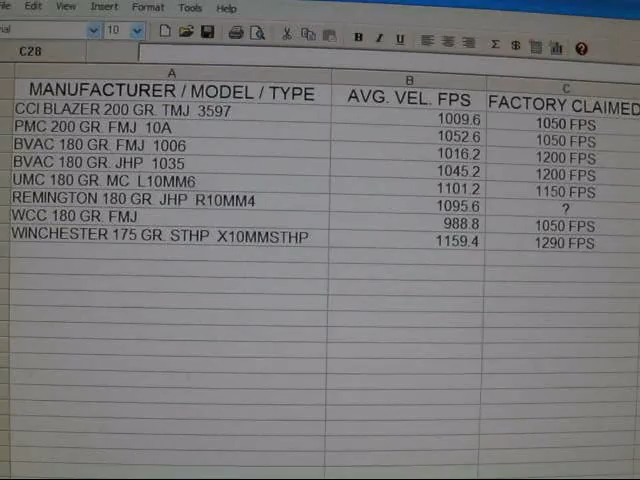 File Edit View Insert Format Tools Help
10 B I U Σ $
C28
A B C
MANUFACTURER / MODEL / TYPE AVG. VEL. FPS FACTORY CLAIMED
CCI BLAZER 200 GR. TMJ 3597 1009.6 1050 FPS
PMC 200 GR. FMJ 10A 1052.6 1050 FPS
BVAC 180 GR. FMJ 1006 1016.2 1200 FPS
BVAC 180 GR. JHP 1035 1045.2 1200 FPS
UMC 180 GR. MC L10MM6 1101.2 1150 FPS
REMINGTON 180 GR. JHP R10MM4 1095.6 ?
WCC 180 GR. FMJ 988.8 1050 FPS
WINCHESTER 175 GR. STHP X10MMSTHP 1159.4 1290 FPS